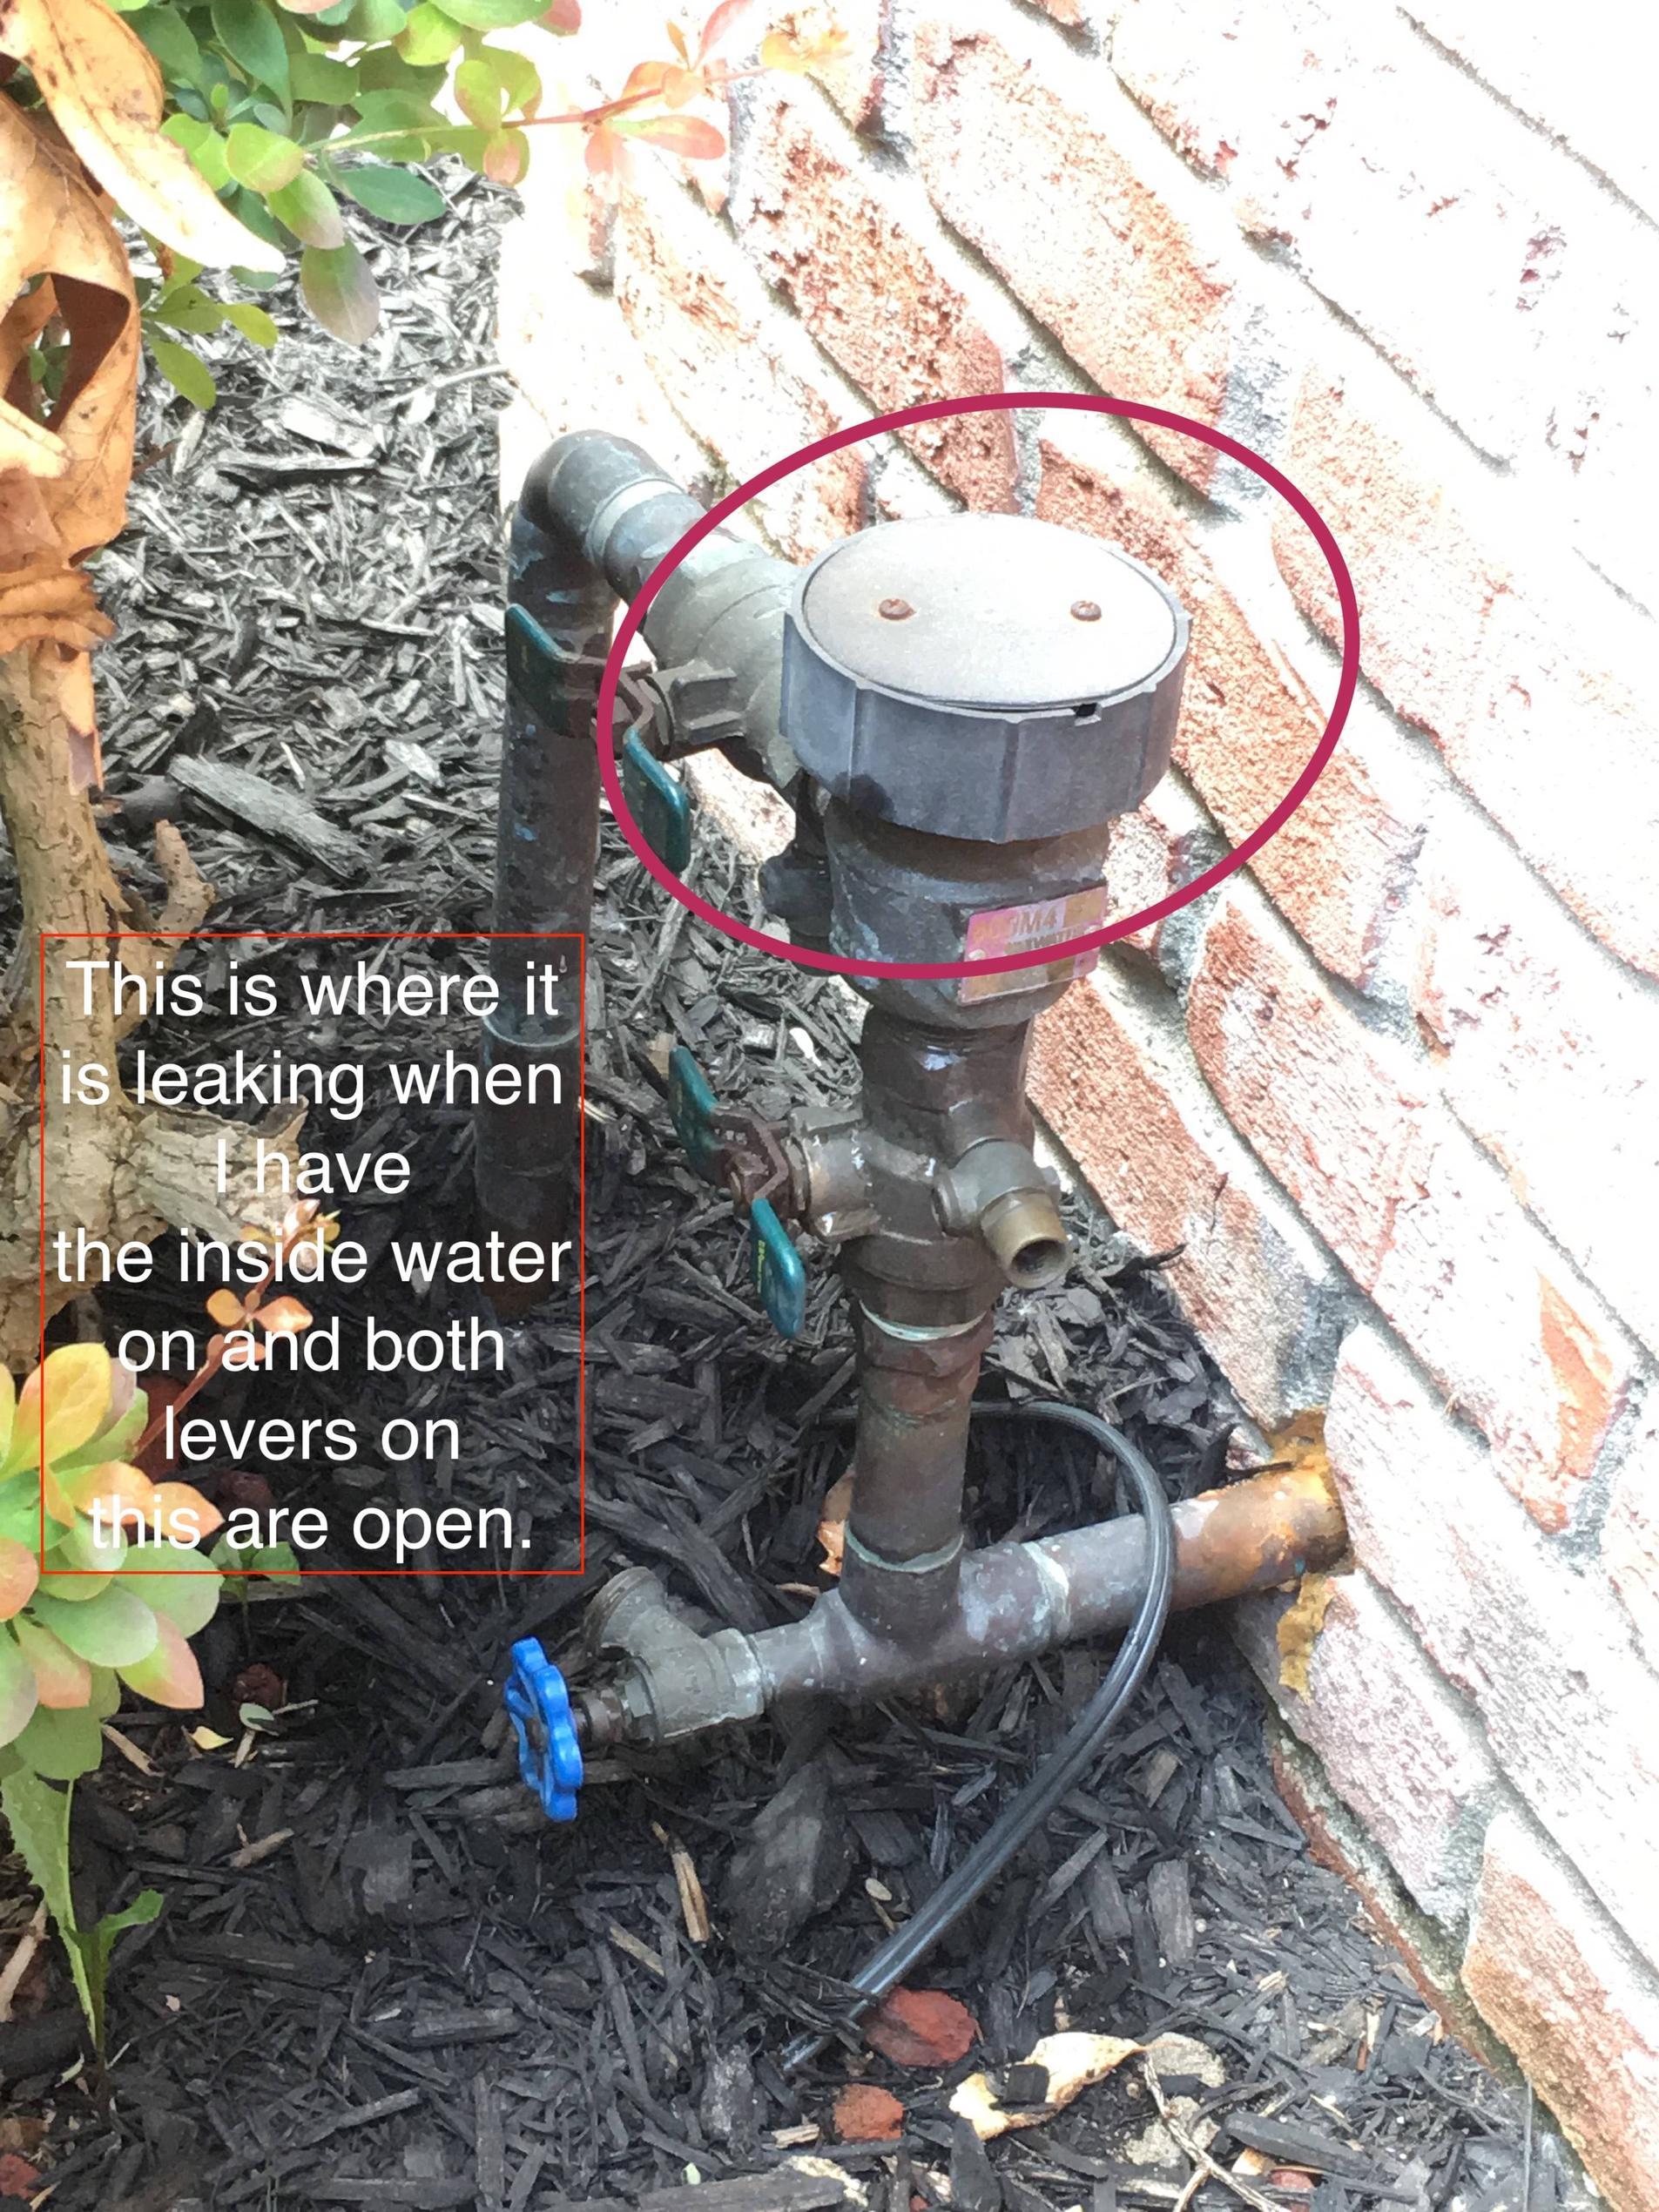 800M4
This is where it
is leaking when
I have
the inside water
on and both
levers on
this are open.